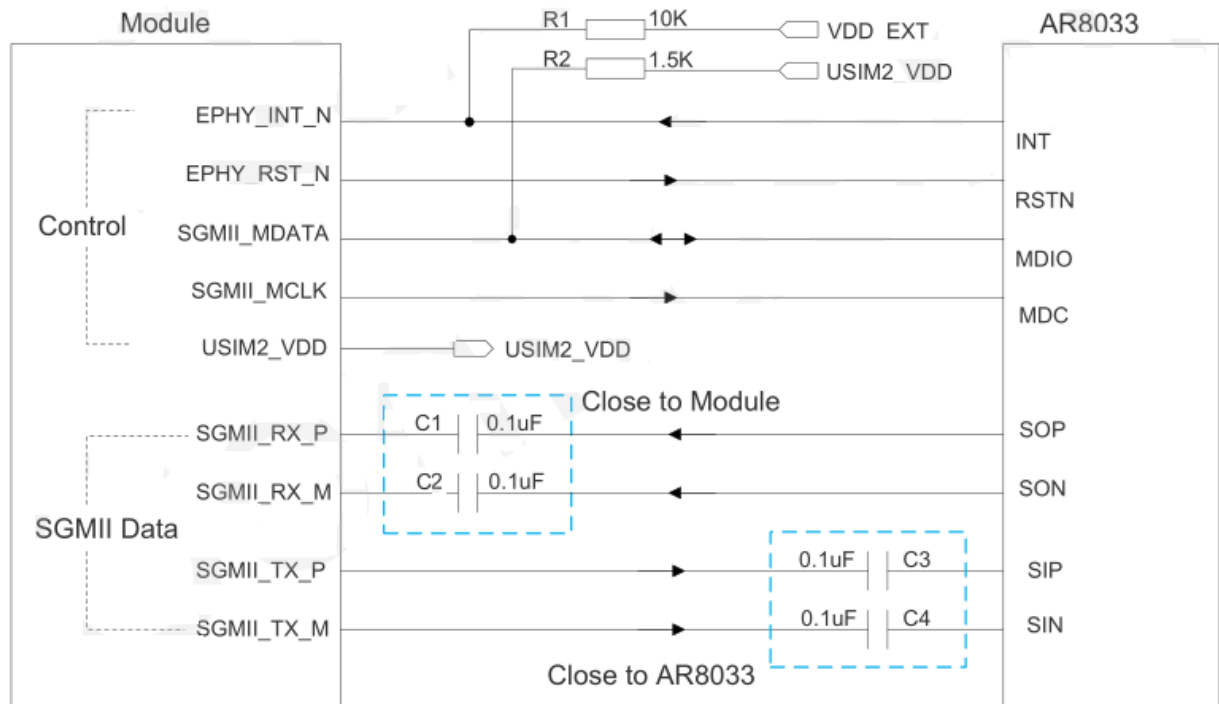 Module
R1 10K VDD_EXT
AR8033
R2 1.5K USIM2_VDD
EPHY_INT_N
INT
EPHY_RST_N
RSTN
Control
SGMII_MDATA
MDIO
SGMII_MCLK
MDC
USIM2_VDD USIM2_VDD
Close to Module
SGMII_RX_P C1 0.1uF SOP
SGMII_RX_M C2 0.1uF SON
SGMII Data
SGMII_TX_P 0.1uF C3 SIP
SGMII_TX_M 0.1uF C4 SIN
Close to AR8033